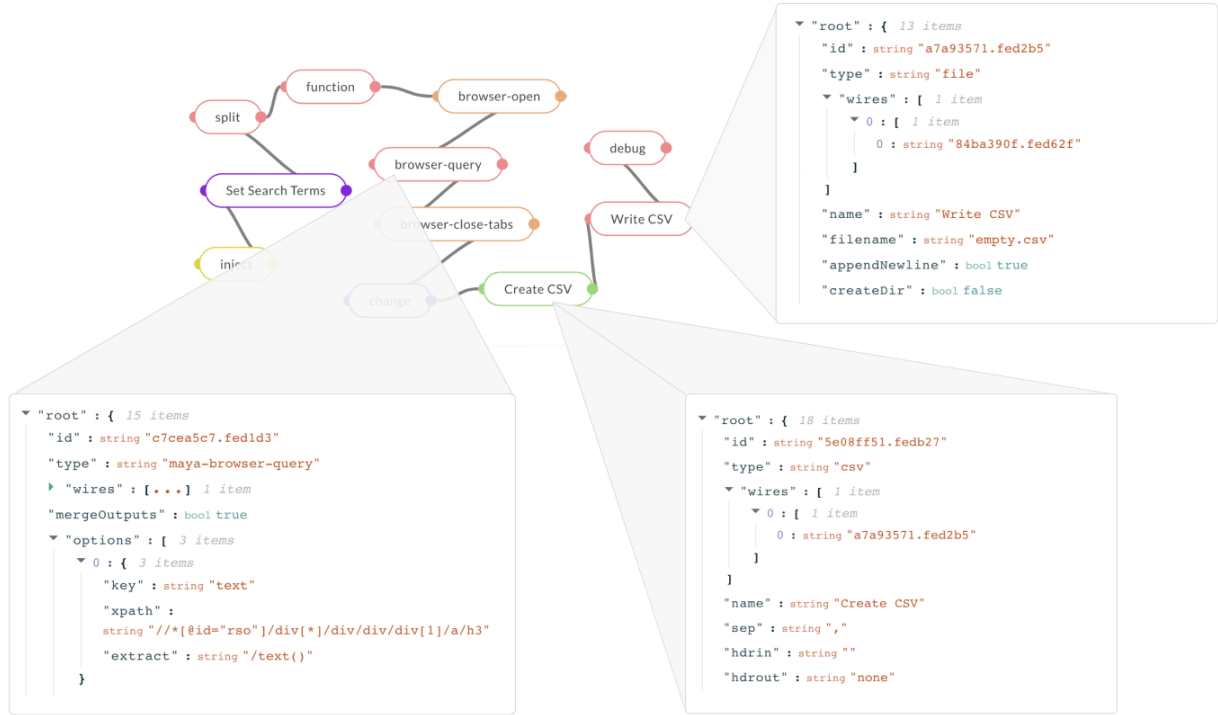 function
browser-open
split
debug
browser-query
Set Search Terms
Write CSV
browser-close-tabs
inject
Create CSV
change
"root" : { 13 items
"id" : string "a7a93571.fed2b5"
"type" : string "file"
"wires" : [ 1 item
0 : [ 1 item
0 : string "84ba390f.fed62f"
]
]
"name" : string "Write CSV"
"filename" : string "empty.csv"
"appendNewline" : bool true
"createDir" : bool false
"root" : { 15 items
"id" : string "c7cea5c7.fed1d3"
"type" : string "maya-browser-query"
"wires" : [...] 1 item
"mergeOutputs" : bool true
"options" : [ 3 items
0 : { 3 items
"key" : string "text"
"xpath" :
string "//*[@id="rso"]/div[*]/div/div/div[1]/a/h3"
"extract" : string "/text()"
}
"root" : { 18 items
"id" : string "5e08ff51.fedb27"
"type" : string "csv"
"wires" : [ 1 item
0 : [ 1 item
0 : string "a7a93571.fed2b5"
]
]
"name" : string "Create CSV"
"sep" : string ","
"hdrin" : string ""
"hdrout" : string "none"